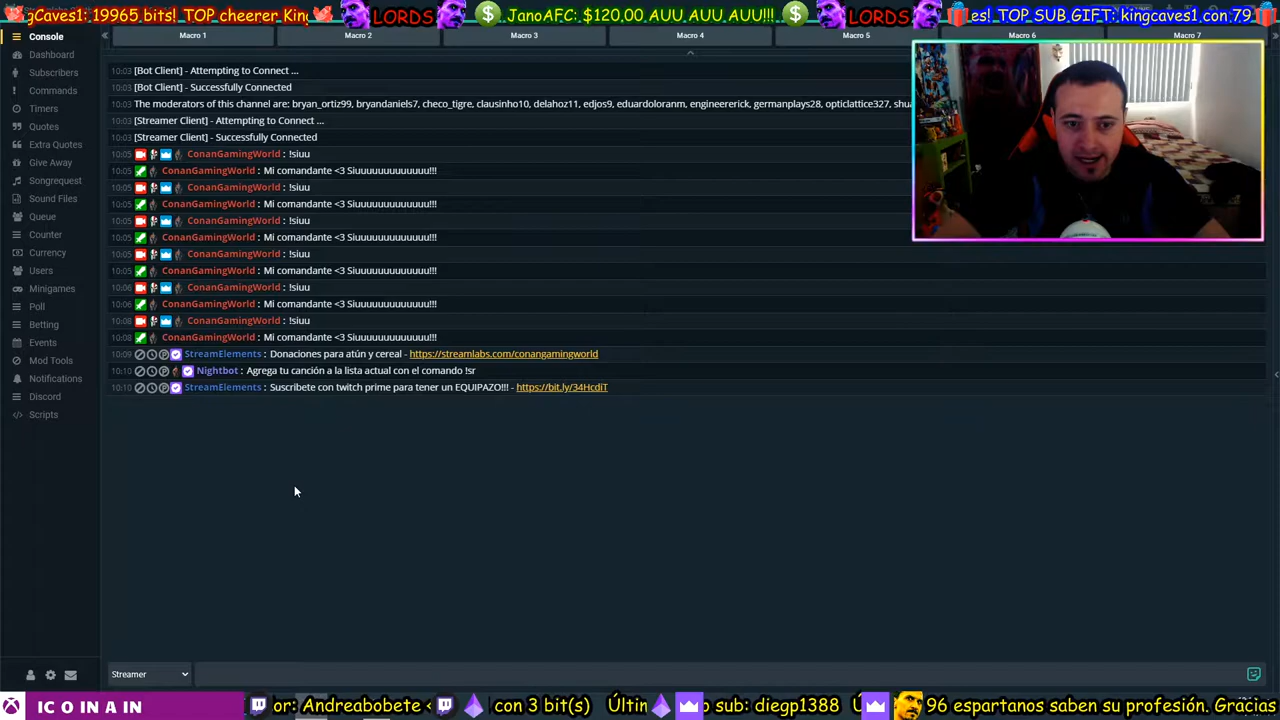 gCaves1: 19965 bits! TOP cheerer King
LORDS
JanoAFC: $120.00 AUU AUU AUU!!!
LORDS
es! TOP SUB GIFT: kingcaves1 con 79
Console
Macro 1
Macro 2
Macro 3
Macro 4
Macro 5
Macro 6
Macro 7
Dashboard
Subscribers
Commands
Timers
Quotes
Extra Quotes
Give Away
Songrequest
Sound Files
Queue
Counter
Currency
Users
Minigames
Poll
Betting
Events
Mod Tools
Notifications
Discord
Scripts
10:03 [Bot Client] - Attempting to Connect ...
10:03 [Bot Client] - Successfully Connected
10:03 The moderators of this channel are: bryan_ortiz99, bryandaniels7, checo_tigre, clausinho10, delahoz11, edjos9, eduardoloranm, engineererick, germanplays28, opticlattice327, shua
10:03 [Streamer Client] - Attempting to Connect ...
10:03 [Streamer Client] - Successfully Connected
10:05 ConanGamingWorld : !siuu
10:05 ConanGamingWorld : Mi comandante <3 Siuuuuuuuuuuuuu!!!
10:05 ConanGamingWorld : !siuu
10:05 ConanGamingWorld : Mi comandante <3 Siuuuuuuuuuuuuu!!!
10:05 ConanGamingWorld : !siuu
10:05 ConanGamingWorld : Mi comandante <3 Siuuuuuuuuuuuuu!!!
10:05 ConanGamingWorld : !siuu
10:05 ConanGamingWorld : Mi comandante <3 Siuuuuuuuuuuuuu!!!
10:06 ConanGamingWorld : !siuu
10:06 ConanGamingWorld : Mi comandante <3 Siuuuuuuuuuuuuu!!!
10:08 ConanGamingWorld : !siuu
10:08 ConanGamingWorld : Mi comandante <3 Siuuuuuuuuuuuuu!!!
10:09 StreamElements : Donaciones para atún y cereal - https://streamlabs.com/conangamingworld
10:10 Nightbot : Agrega tu canción a la lista actual con el comando !sr
10:10 StreamElements : Suscribete con twitch prime para tener un EQUIPAZO!!! - https://bit.ly/34HcdiT
Streamer
IC O IN A IN
or: Andreabobete
con 3 bit(s)
Últin
o sub: diegp1388
96 espartanos saben su profesión. Gracias